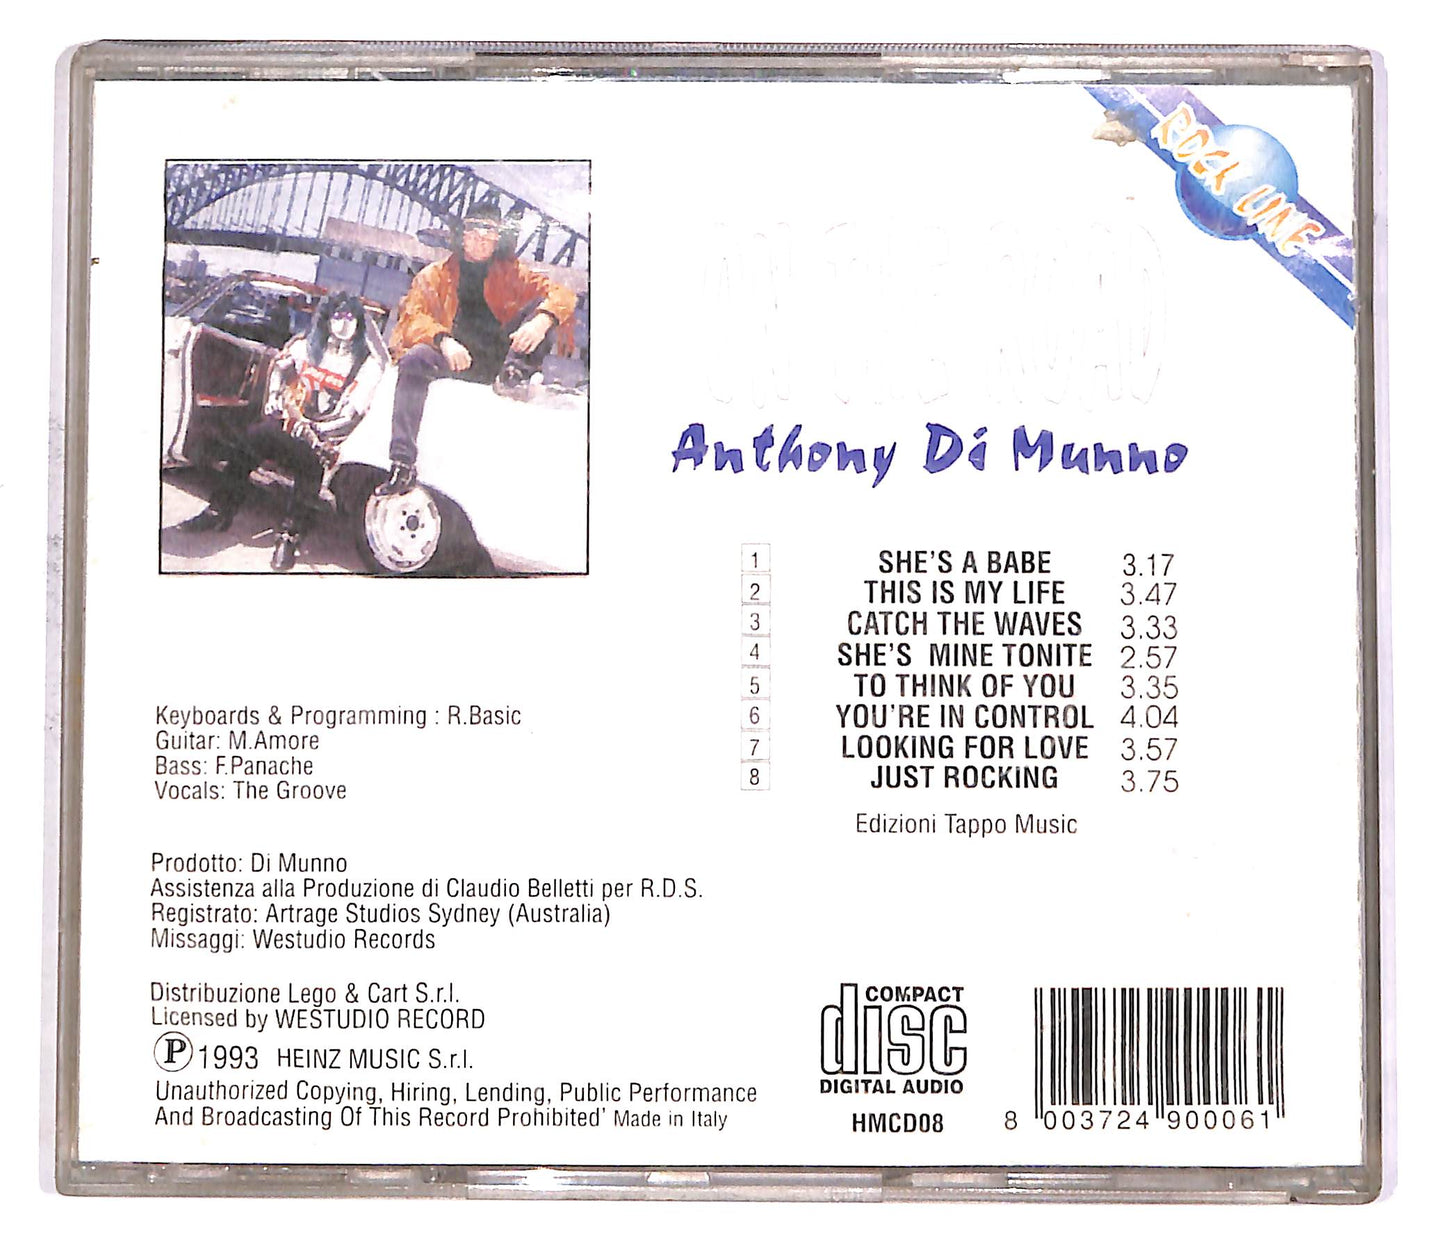 ROCK LINE
ON THE ROAD
Anthony Di Munno
1 SHE'S A BABE 3.17
2 THIS IS MY LIFE 3.47
3 CATCH THE WAVES 3.33
4 SHE'S MINE TONITE 2.57
5 TO THINK OF YOU 3.35
6 YOU'RE IN CONTROL 4.04
7 LOOKING FOR LOVE 3.57
8 JUST ROCKING 3.75
Edizioni Tappo Music
Keyboards & Programming : R.Basic
Guitar: M.Amore
Bass: F.Panache
Vocals: The Groove
Prodotto: Di Munno
Assistenza alla Produzione di Claudio Belletti per R.D.S.
Registrato: Artrage Studios Sydney (Australia)
Missaggi: Westudio Records
Distribuzione Lego & Cart S.r.l.
Licensed by WESTUDIO RECORD
Ⓟ 1993 HEINZ MUSIC S.r.l.
Unauthorized Copying, Hiring, Lending, Public Performance
And Broadcasting Of This Record Prohibited' Made in Italy
COMPACT
disc
DIGITAL AUDIO
HMCD08
8 003724 900061